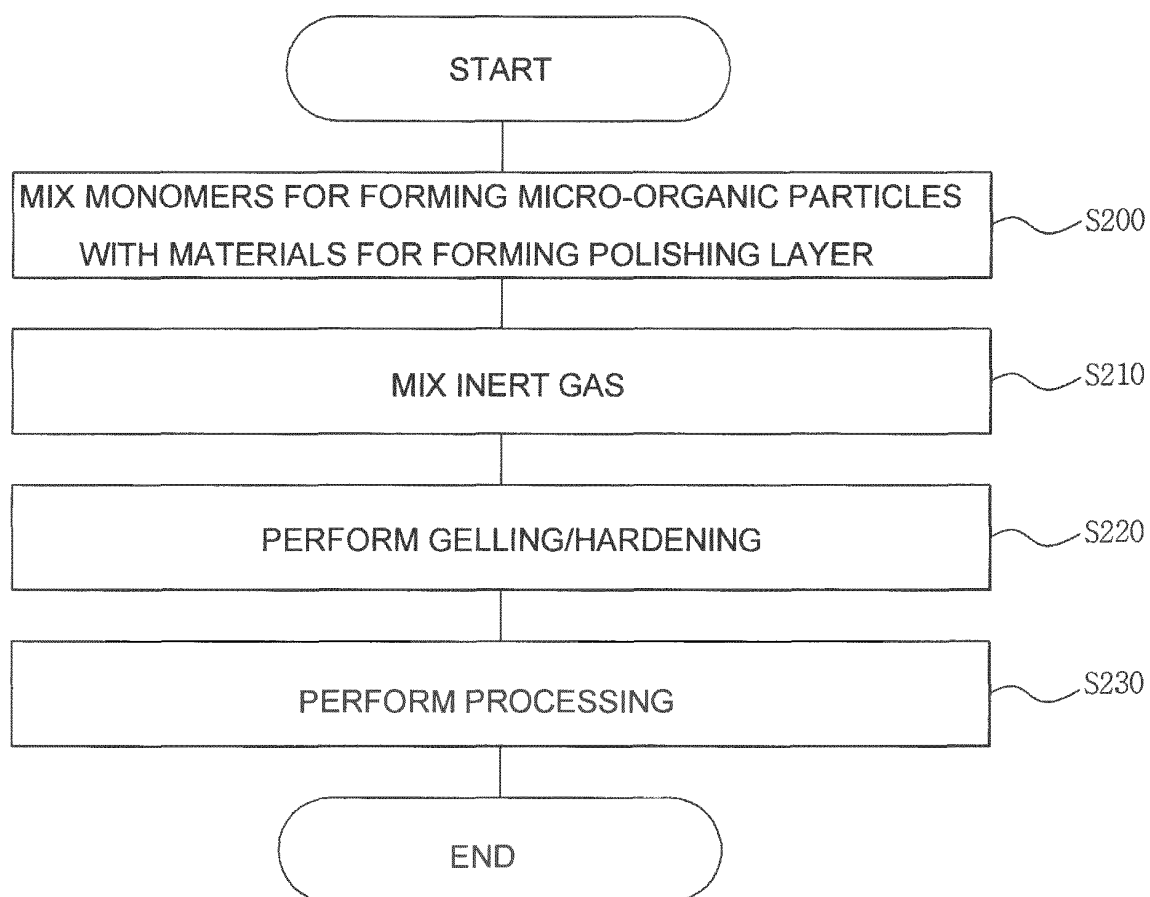 START
MIX MONOMERS FOR FORMING MICRO-ORGANIC PARTICLES
WITH MATERIALS FOR FORMING POLISHING LAYER
S200
MIX INERT GAS
S210
PERFORM GELLING/HARDENING
S220
PERFORM PROCESSING
S230
END